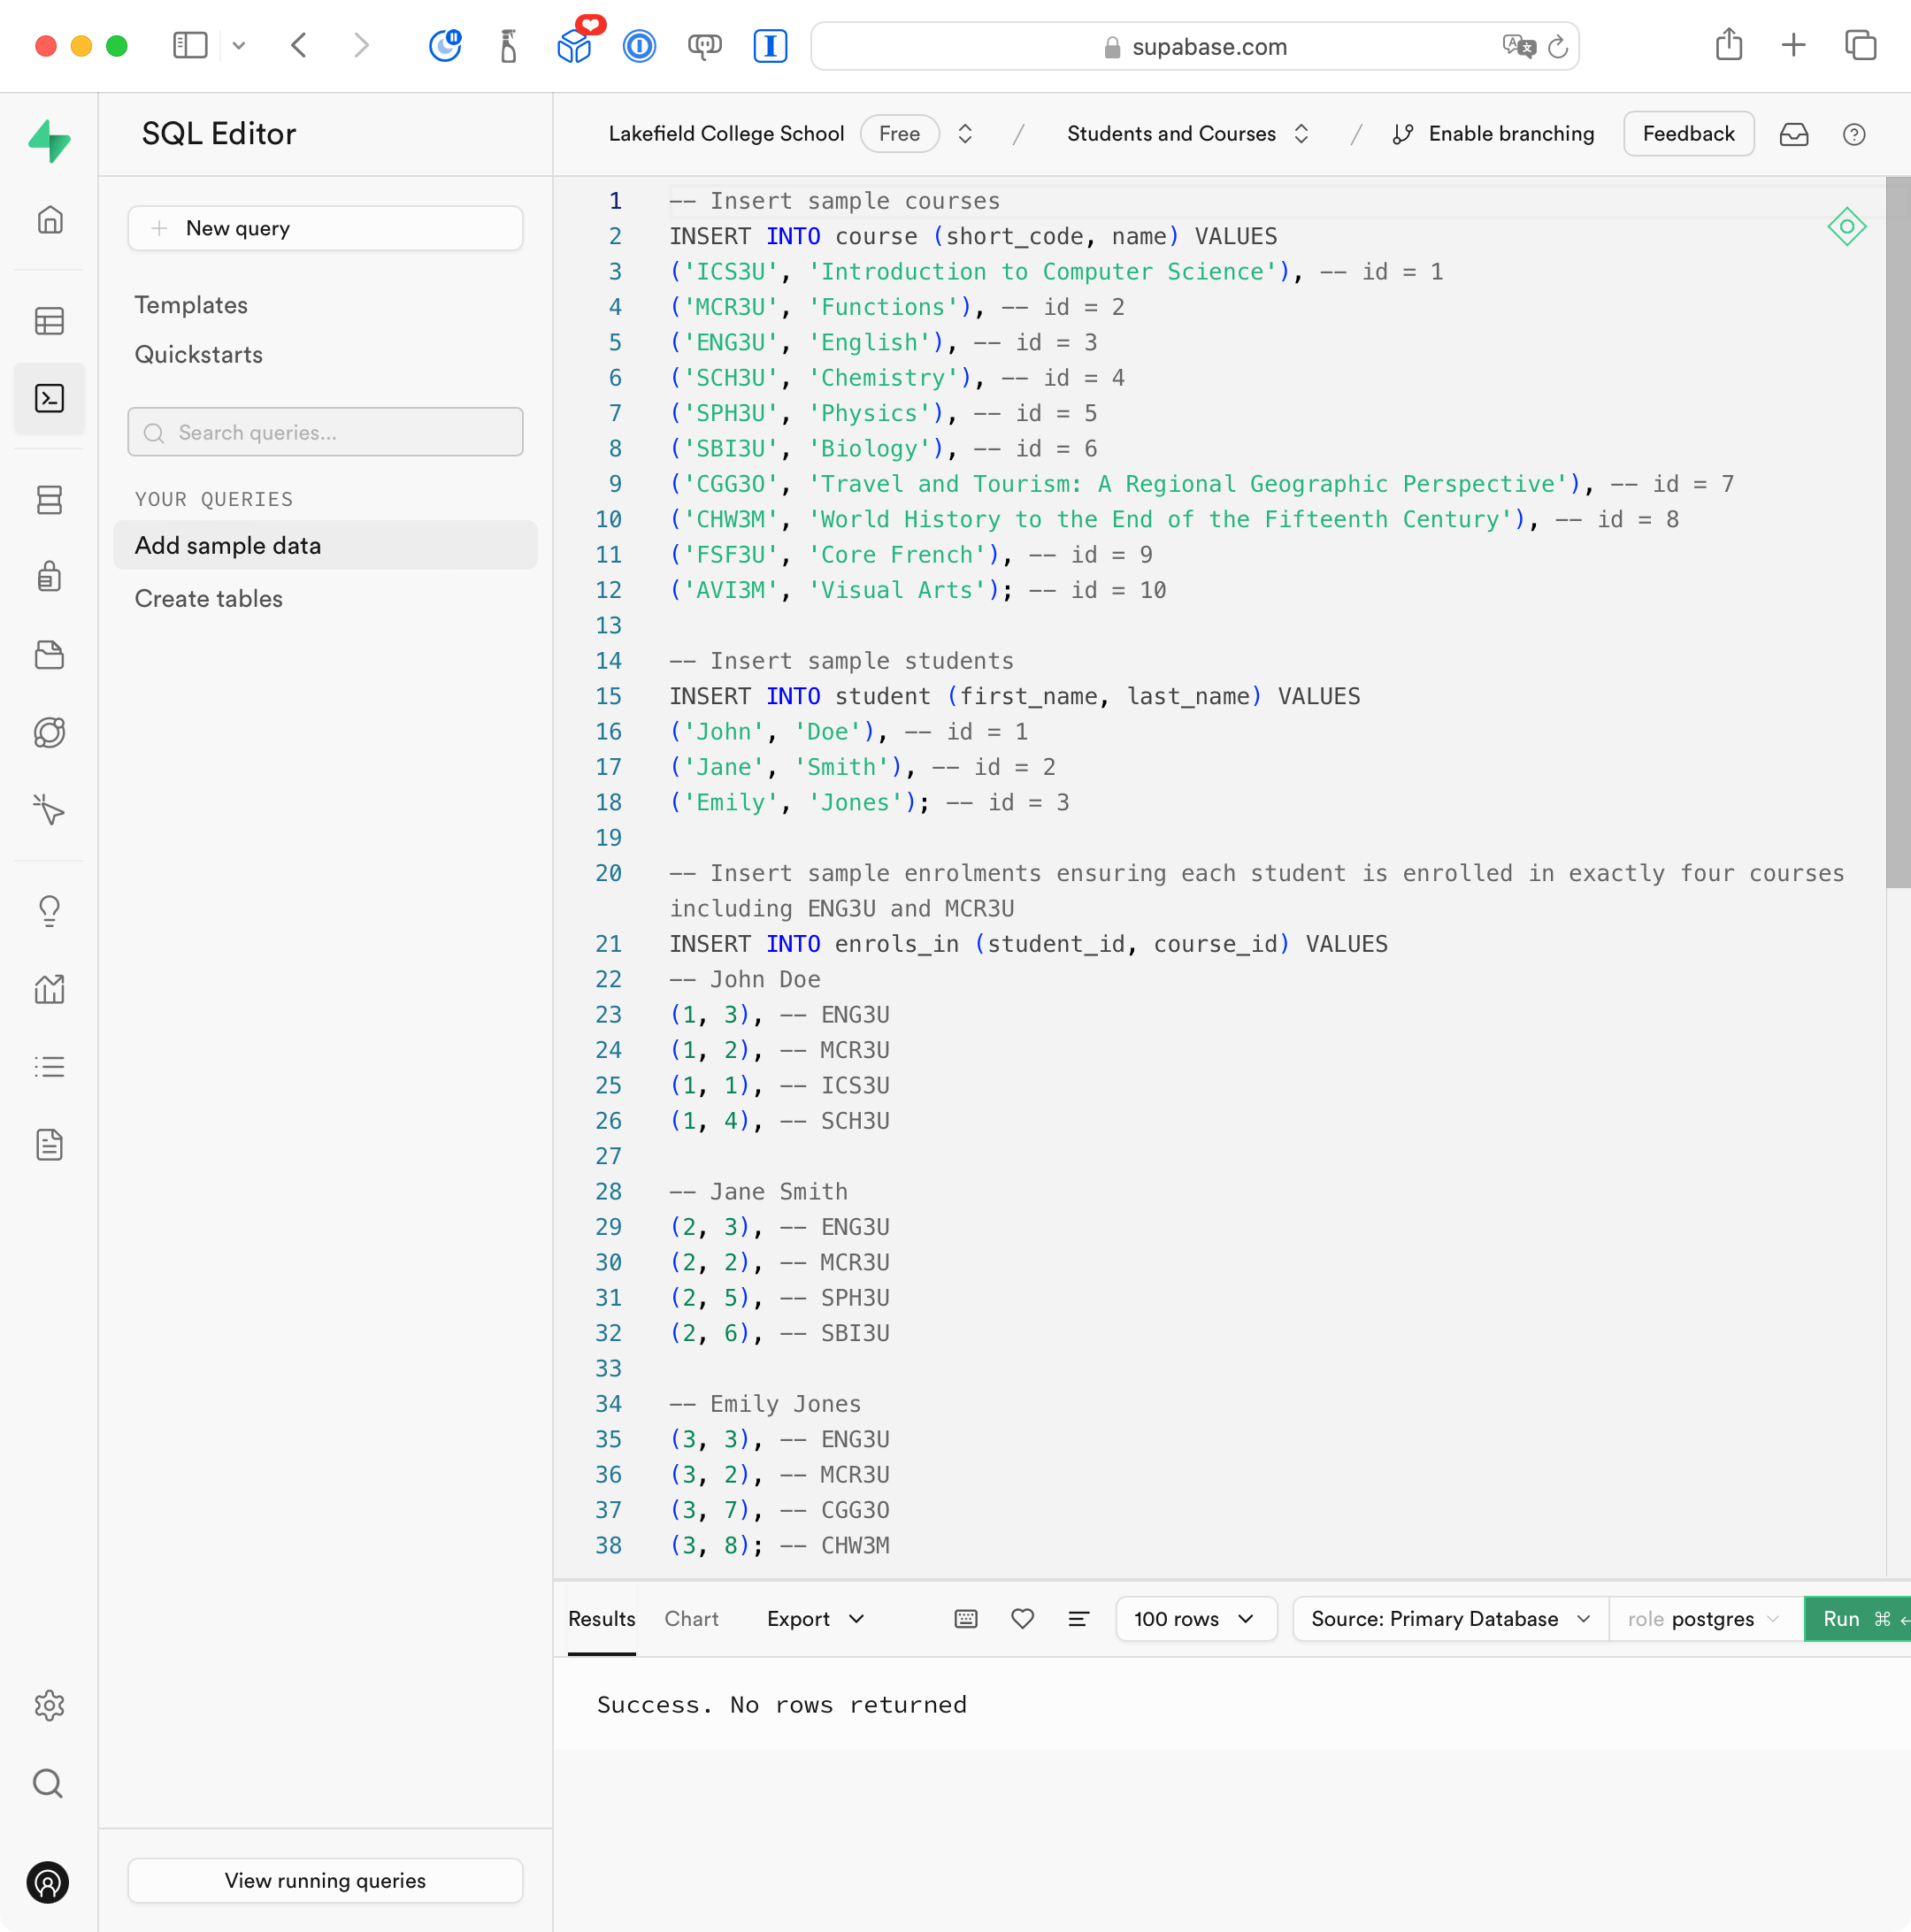 supabase.com
SQL Editor
Lakefield College School Free / Students and Courses / Enable branching Feedback
New query
Templates
Quickstarts
Search queries...
YOUR QUERIES
Add sample data
Create tables
View running queries
1 -- Insert sample courses
2 INSERT INTO course (short_code, name) VALUES
3 ('ICS3U', 'Introduction to Computer Science'), -- id = 1
4 ('MCR3U', 'Functions'), -- id = 2
5 ('ENG3U', 'English'), -- id = 3
6 ('SCH3U', 'Chemistry'), -- id = 4
7 ('SPH3U', 'Physics'), -- id = 5
8 ('SBI3U', 'Biology'), -- id = 6
9 ('CGG3O', 'Travel and Tourism: A Regional Geographic Perspective'), -- id = 7
10 ('CHW3M', 'World History to the End of the Fifteenth Century'), -- id = 8
11 ('FSF3U', 'Core French'), -- id = 9
12 ('AVI3M', 'Visual Arts'); -- id = 10
13
14 -- Insert sample students
15 INSERT INTO student (first_name, last_name) VALUES
16 ('John', 'Doe'), -- id = 1
17 ('Jane', 'Smith'), -- id = 2
18 ('Emily', 'Jones'); -- id = 3
19
20 -- Insert sample enrolments ensuring each student is enrolled in exactly four courses
including ENG3U and MCR3U
21 INSERT INTO enrols_in (student_id, course_id) VALUES
22 -- John Doe
23 (1, 3), -- ENG3U
24 (1, 2), -- MCR3U
25 (1, 1), -- ICS3U
26 (1, 4), -- SCH3U
27
28 -- Jane Smith
29 (2, 3), -- ENG3U
30 (2, 2), -- MCR3U
31 (2, 5), -- SPH3U
32 (2, 6), -- SBI3U
33
34 -- Emily Jones
35 (3, 3), -- ENG3U
36 (3, 2), -- MCR3U
37 (3, 7), -- CGG3O
38 (3, 8); -- CHW3M
Results Chart Export 100 rows Source: Primary Database role postgres Run ⌘
Success. No rows returned